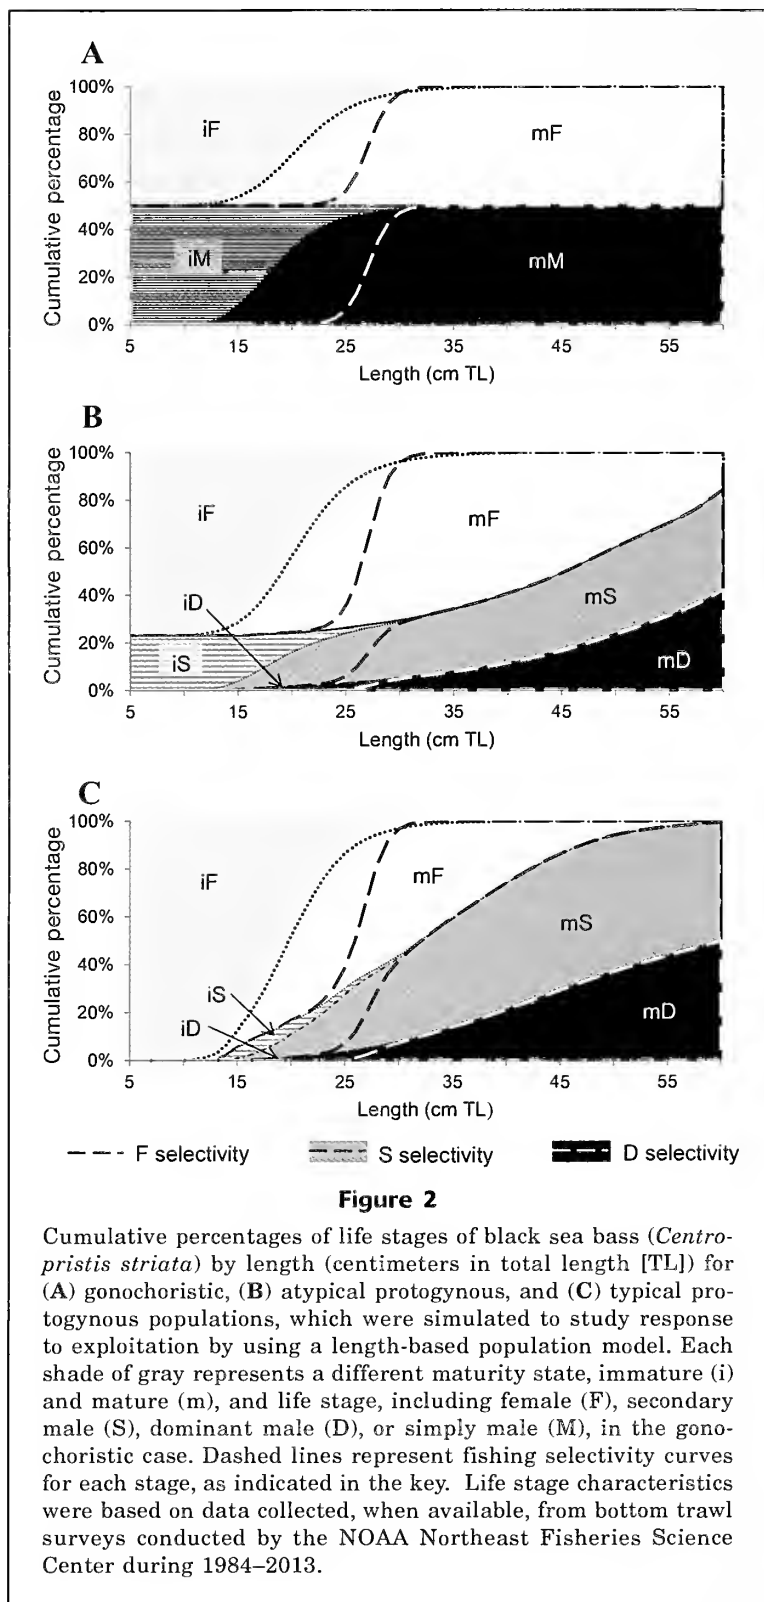 A
Cumulative percentage
100%
80%
60%
40%
20%
0%
iF
mF
iM
mM
5 15 25 35 45 55
Length (cm TL)
B
Cumulative percentage
100%
80%
60%
40%
20%
0%
iF
mF
iD
iS
mS
mD
5 15 25 35 45 55
Length (cm TL)
C
Cumulative percentage
100%
80%
60%
40%
20%
0%
iF
mF
iS
iD
mS
mD
5 15 25 35 45 55
Length (cm TL)
F selectivity S selectivity D selectivity
Figure 2
Cumulative percentages of life stages of black sea bass (Centro-
pristis striata) by length (centimeters in total length [TL]) for
(A) gonochoristic, (B) atypical protogynous, and (C) typical pro-
togynous populations, which were simulated to study response
to exploitation by using a length-based population model. Each
shade of gray represents a different maturity state, immature (i)
and mature (m), and life stage, including female (F), secondary
male (S), dominant male (D), or simply male (M), in the gono-
choristic case. Dashed lines represent fishing selectivity curves
for each stage, as indicated in the key. Life stage characteristics
were based on data collected, when available, from bottom trawl
surveys conducted by the NOAA Northeast Fisheries Science
Center during 1984–2013.